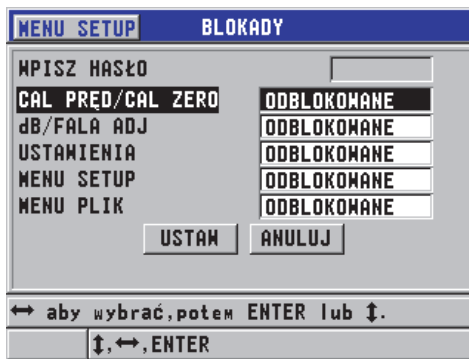 MENU SETUP BLOKADY
WPISZ HASŁO
CAL PRĘD/CAL ZERO ODBLOKOWANE
dB/FALA ADJ ODBLOKOWANE
USTAWIENIA ODBLOKOWANE
MENU SETUP ODBLOKOWANE
MENU PLIK ODBLOKOWANE
USTAW ANULUJ
↔ aby wybrać,potem ENTER lub ↕.
↕,↔,ENTER